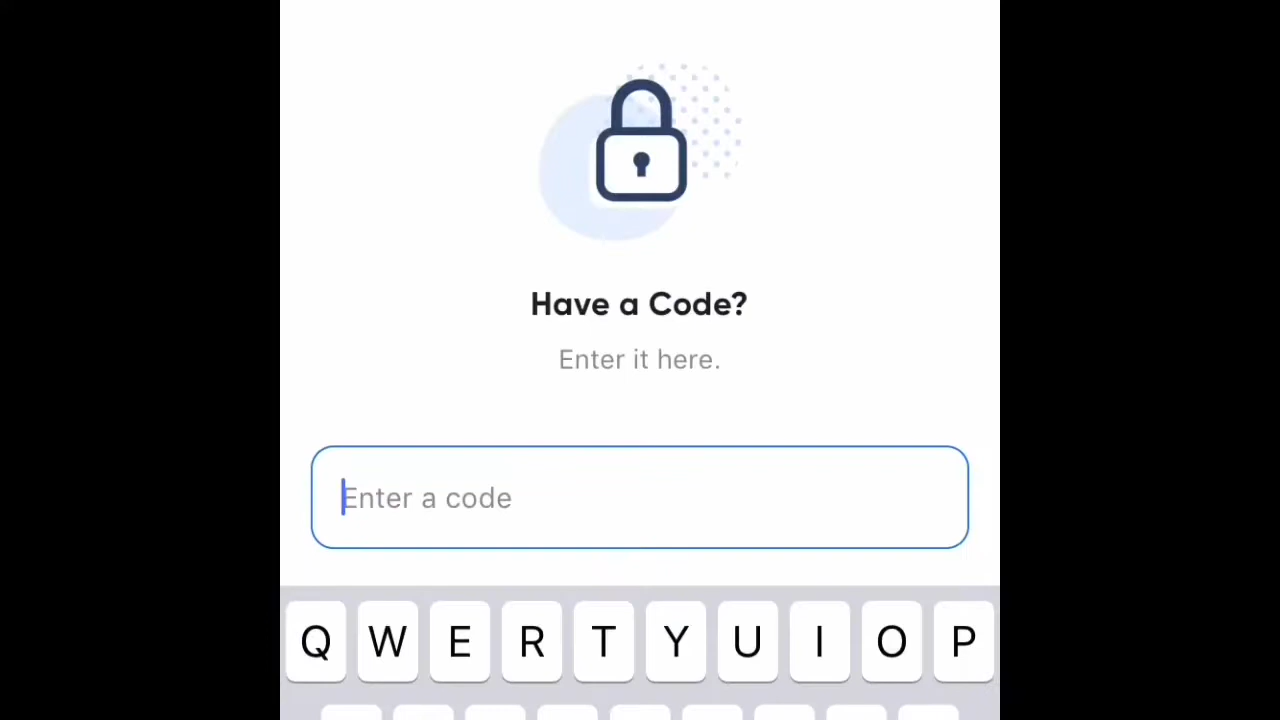 Have a Code?
Enter it here.
Enter a code
Q W E R T Y U I O P